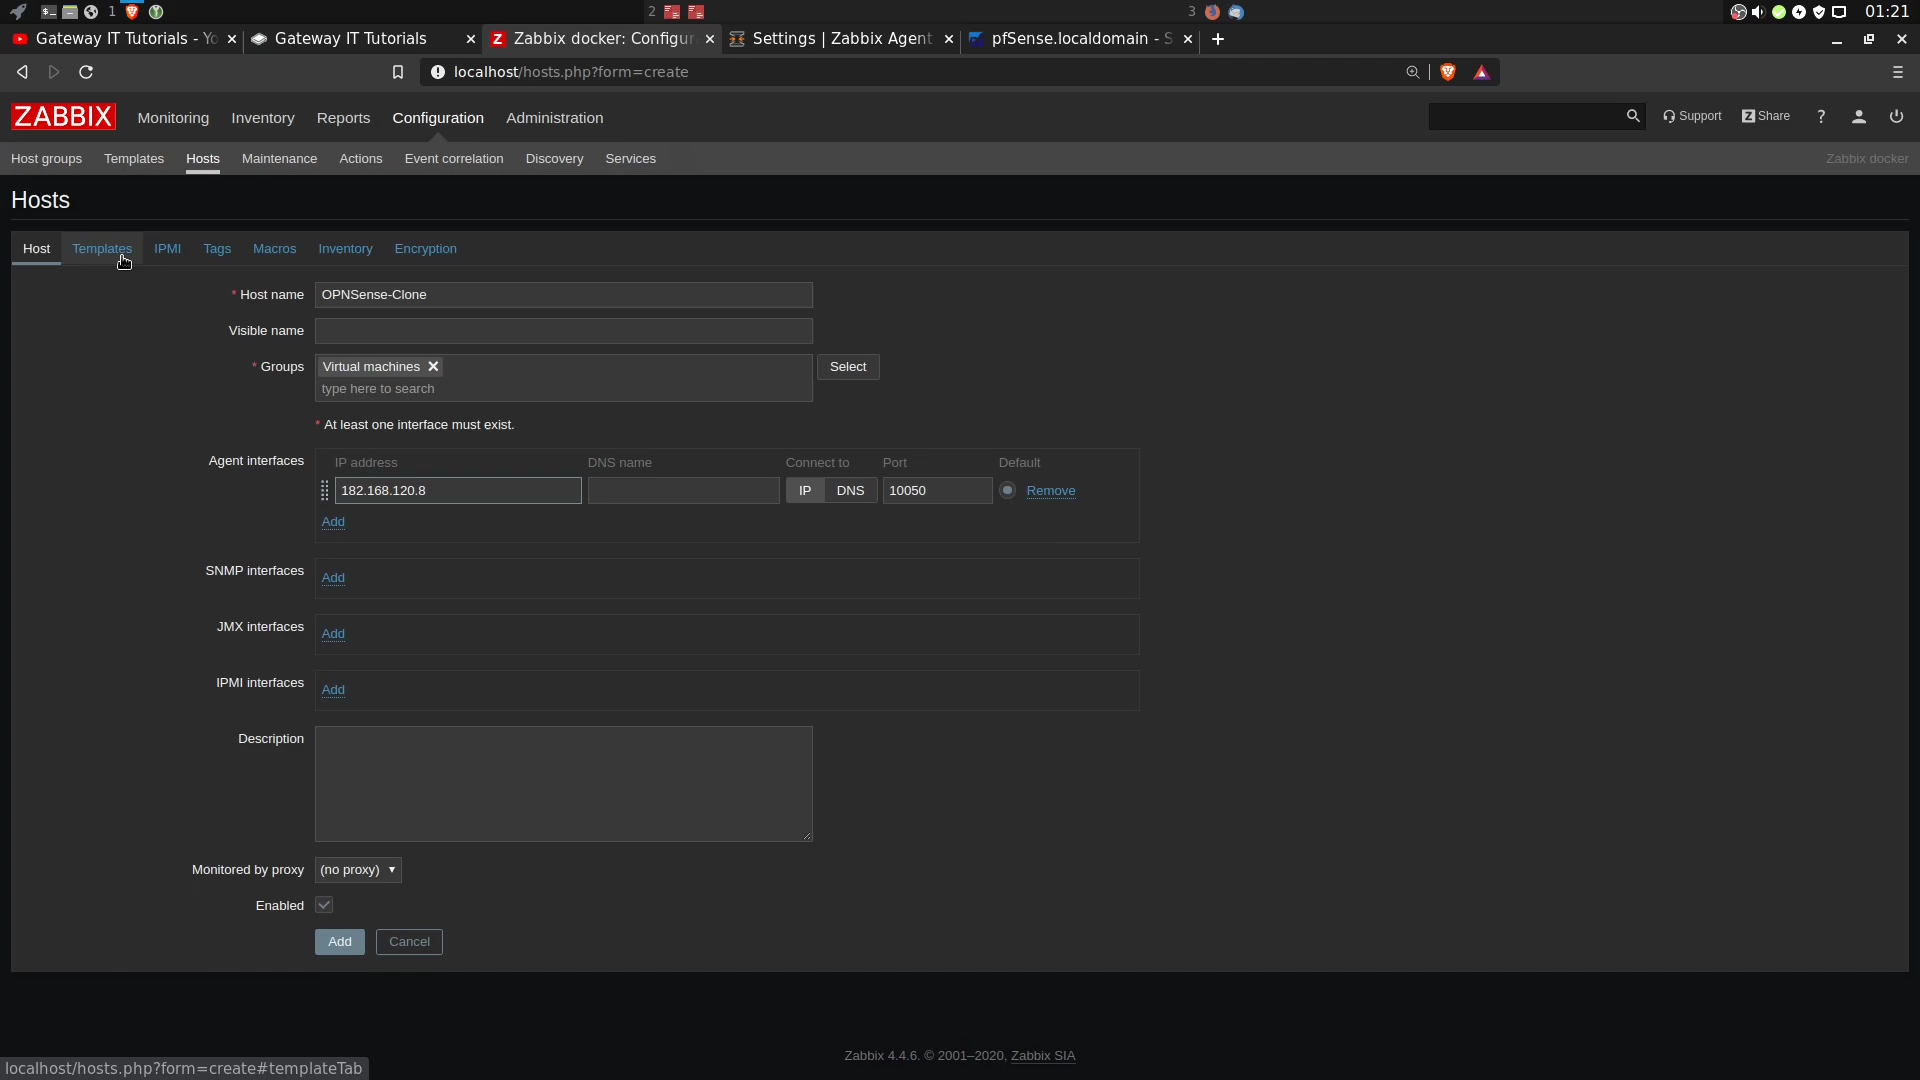 1
2
3
01:21
Gateway IT Tutorials - Yo
Gateway IT Tutorials
Zabbix docker: Configur
Settings | Zabbix Agent
pfSense.localdomain - S
localhost/hosts.php?form=create
ZABBIX
Monitoring
Inventory
Reports
Configuration
Administration
Support
Z Share
?
Host groups
Templates
Hosts
Maintenance
Actions
Event correlation
Discovery
Services
Zabbix docker
Hosts
Host
Templates
IPMI
Tags
Macros
Inventory
Encryption
* Host name
OPNSense-Clone
Visible name
* Groups
Virtual machines
type here to search
Select
* At least one interface must exist.
Agent interfaces
IP address
DNS name
Connect to
Port
Default
182.168.120.8
IP
DNS
10050
Remove
Add
SNMP interfaces
Add
JMX interfaces
Add
IPMI interfaces
Add
Description
Monitored by proxy
(no proxy)
Enabled
Add
Cancel
Zabbix 4.4.6. © 2001–2020, Zabbix SIA
localhost/hosts.php?form=create#templateTab